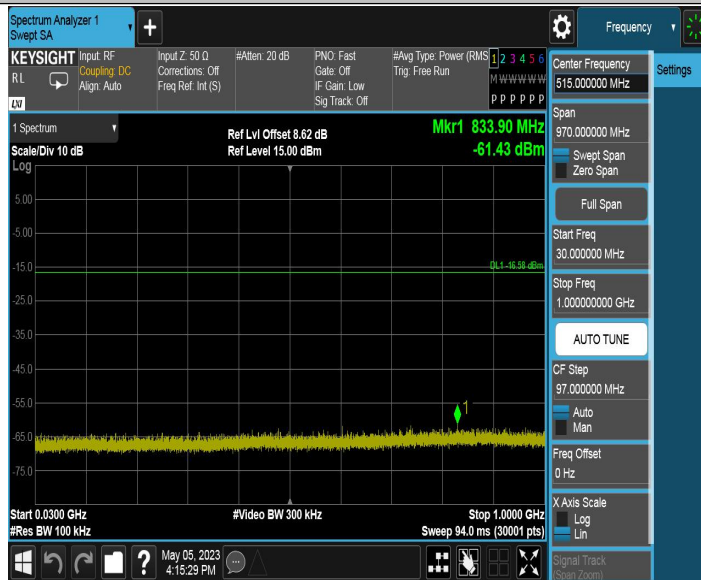 Spectrum Analyzer 1
Swept SA
Frequency
KEYSIGHT
RL
LXI
Input: RF
Coupling: DC
Align: Auto
Input Z: 50 Ω
Corrections: Off
Freq Ref: Int (S)
#Atten: 20 dB
PNO: Fast
Gate: Off
IF Gain: Low
Sig Track: Off
#Avg Type: Power (RMS
Trig: Free Run
1 2 3 4 5 6
M W W W W W
P P P P P P
1 Spectrum
Scale/Div 10 dB
Ref Lvl Offset 8.62 dB
Ref Level 15.00 dBm
Mkr1 833.90 MHz
-61.43 dBm
Log
5.00
-5.00
-15.0
DL1 -16.58 dBm
-25.0
-35.0
-45.0
-55.0
1
-65.0
-75.0
Start 0.0300 GHz
#Res BW 100 kHz
#Video BW 300 kHz
Stop 1.0000 GHz
Sweep 94.0 ms (30001 pts)
Center Frequency
515.000000 MHz
Settings
Span
970.000000 MHz
Swept Span
Zero Span
Full Span
Start Freq
30.000000 MHz
Stop Freq
1.000000000 GHz
AUTO TUNE
CF Step
97.000000 MHz
Auto
Man
Freq Offset
0 Hz
X Axis Scale
Log
Lin
Signal Track
(Span Zoom)
?
May 05, 2023
4:15:29 PM